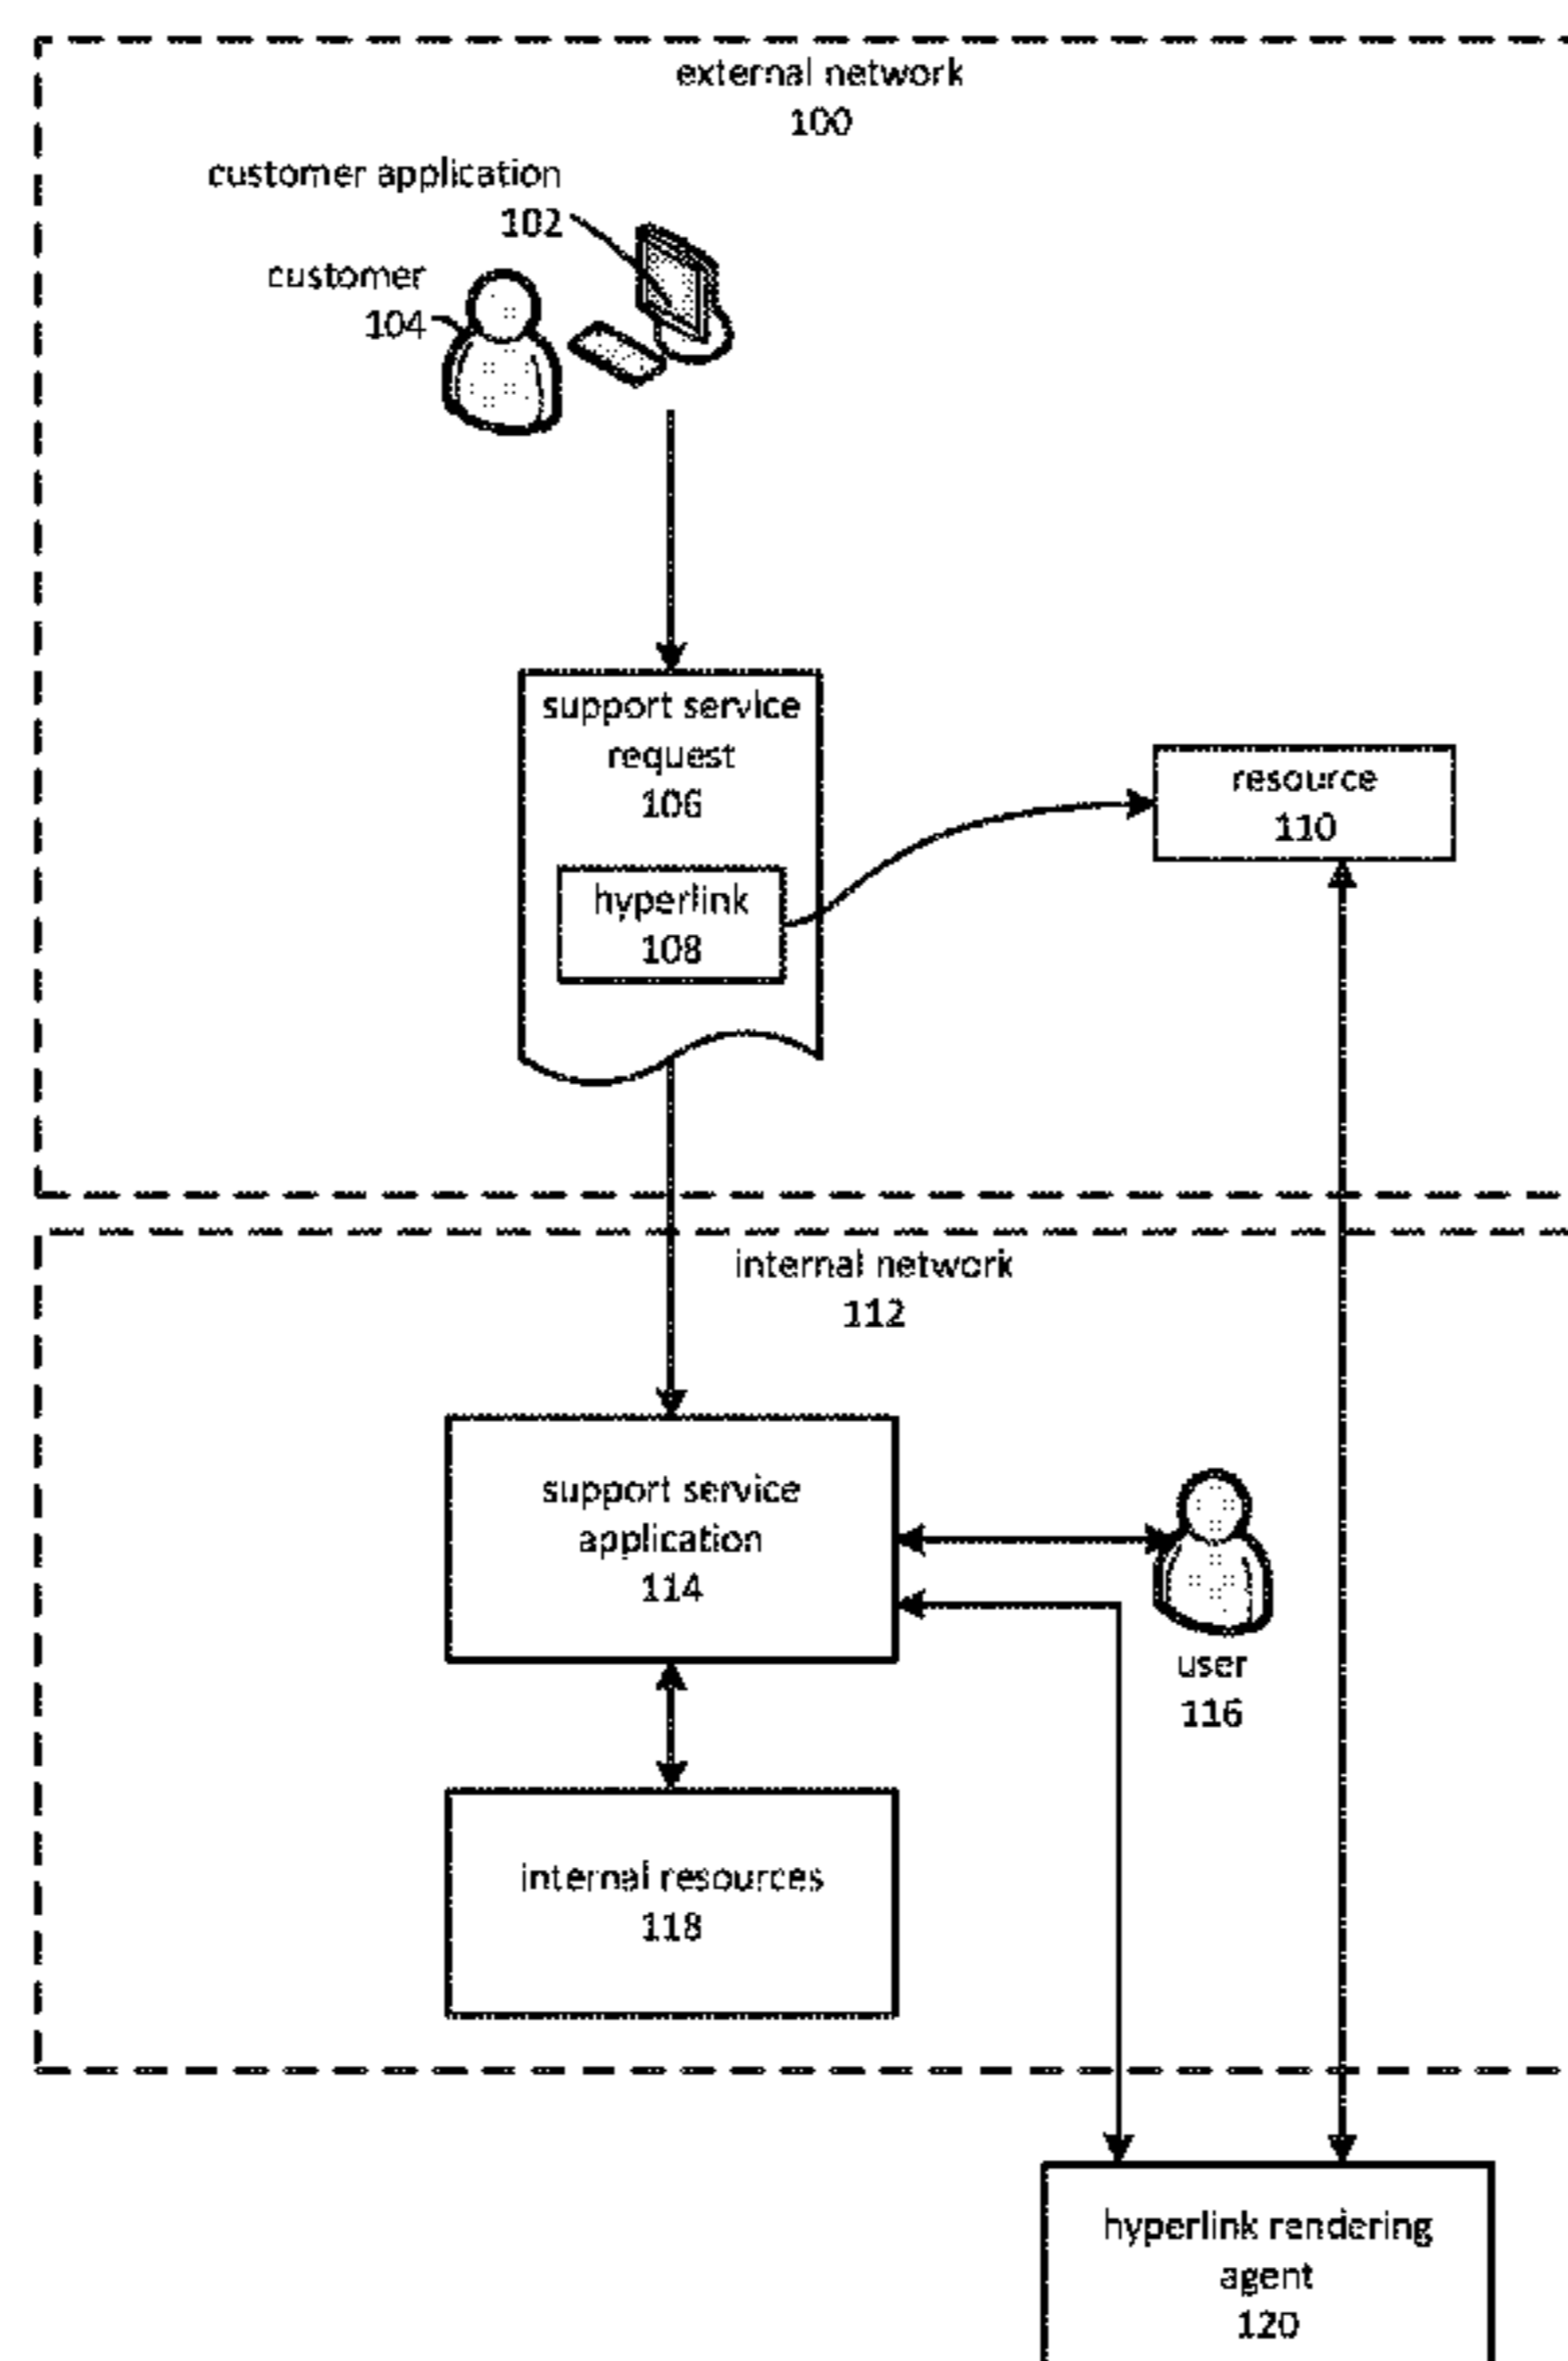 external network
100
customer application
102
customer
104
support service
request
106
resource
110
hyperlink
108
internal network
112
support service
application
114
user
116
internal resources
118
hyperlink rendering
agent
120